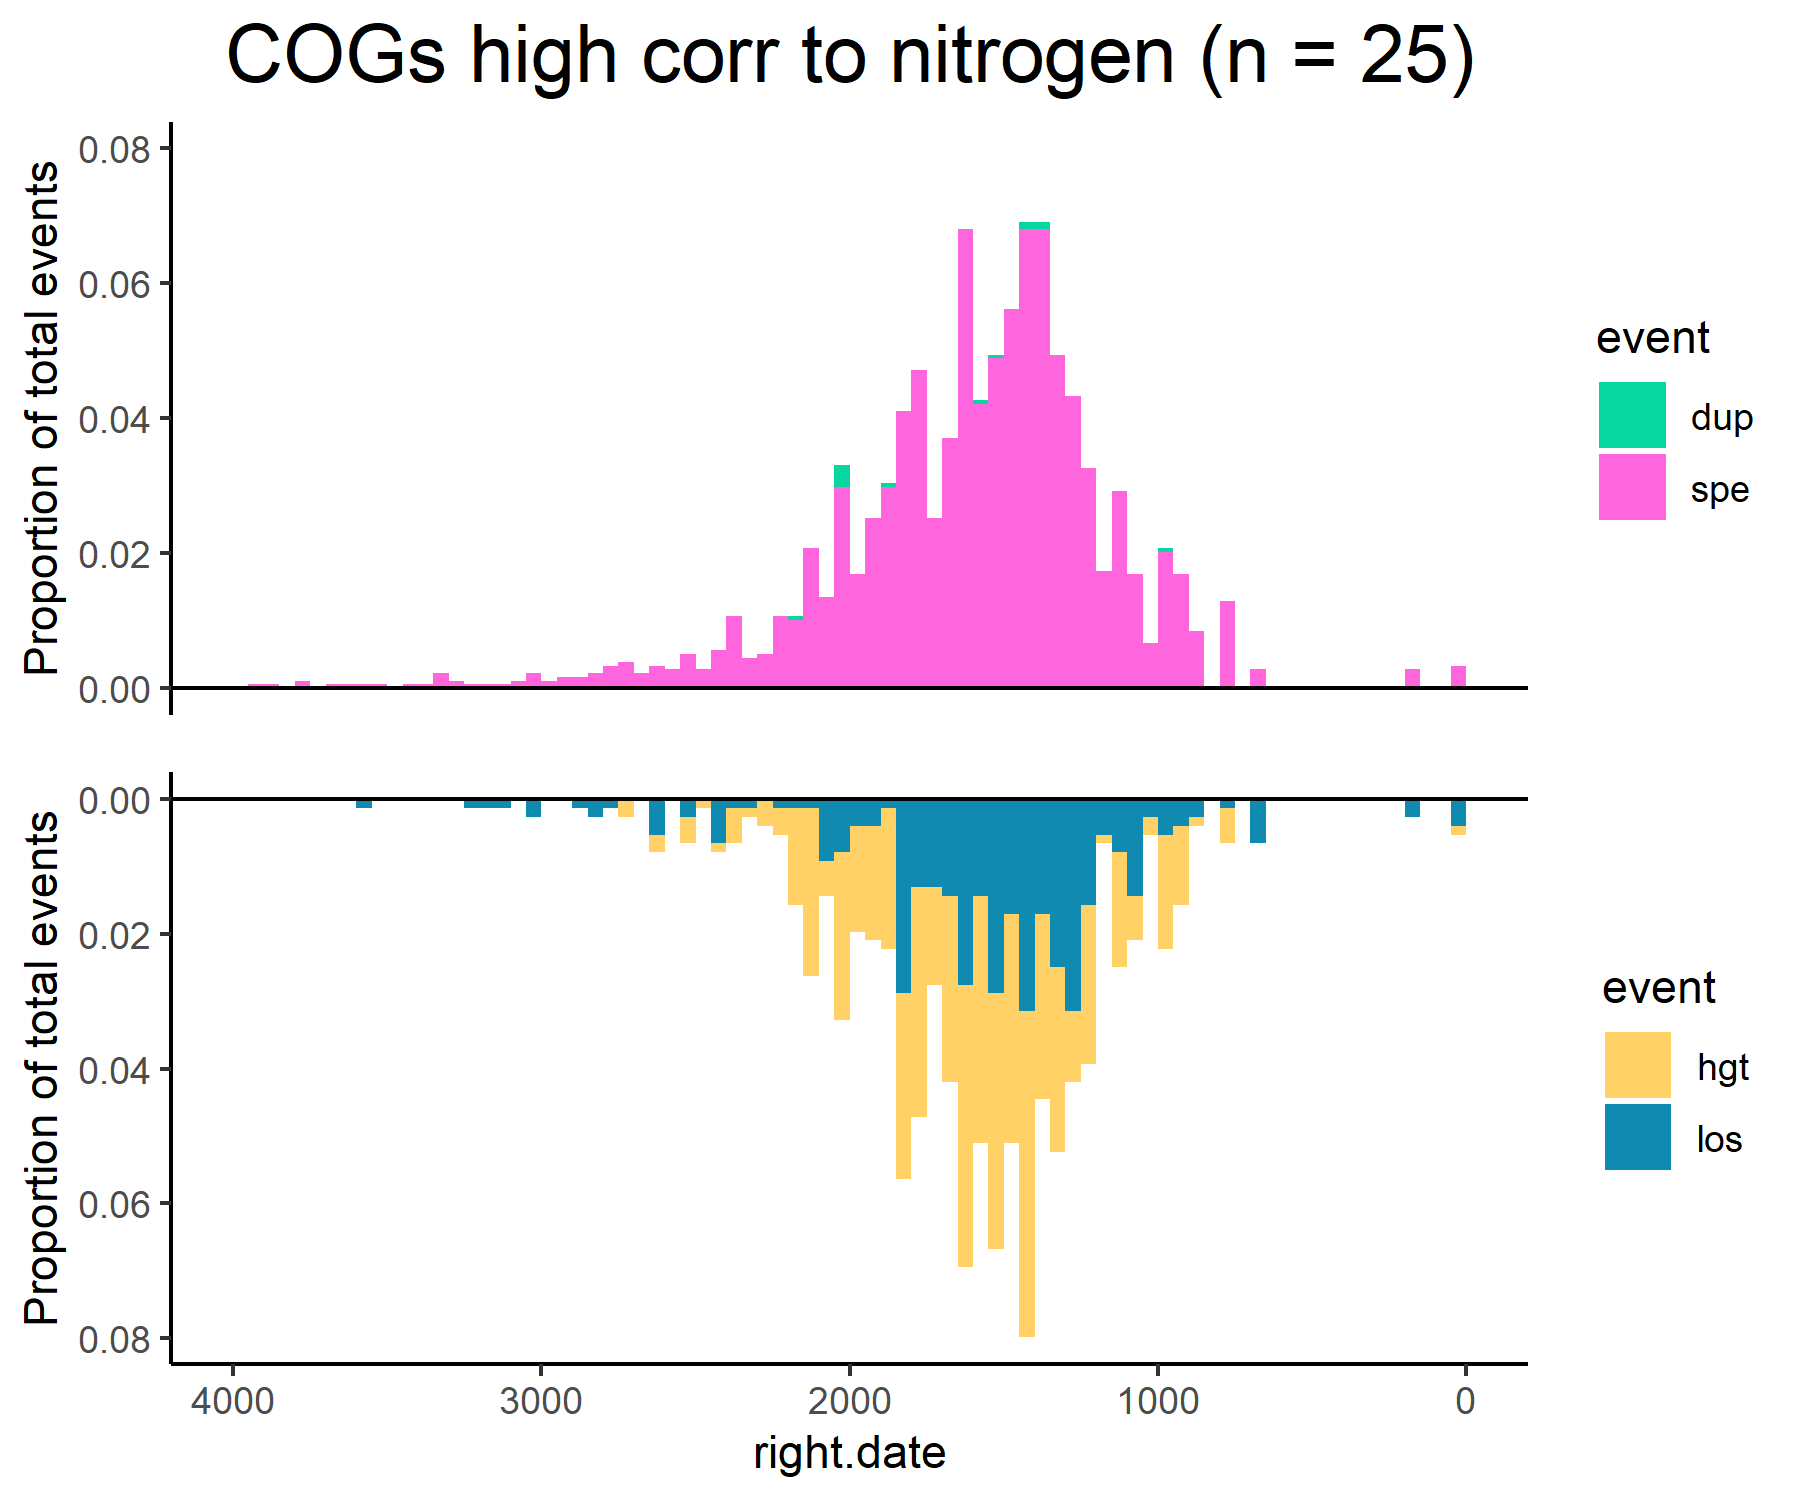 COGs high corr to nitrogen (n = 25)
Proportion of total events
0.08
0.06
0.04
0.02
0.00
event
dup
spe
Proportion of total events
0.00
0.02
0.04
0.06
0.08
event
hgt
los
4000 3000 2000 1000 0
right.date